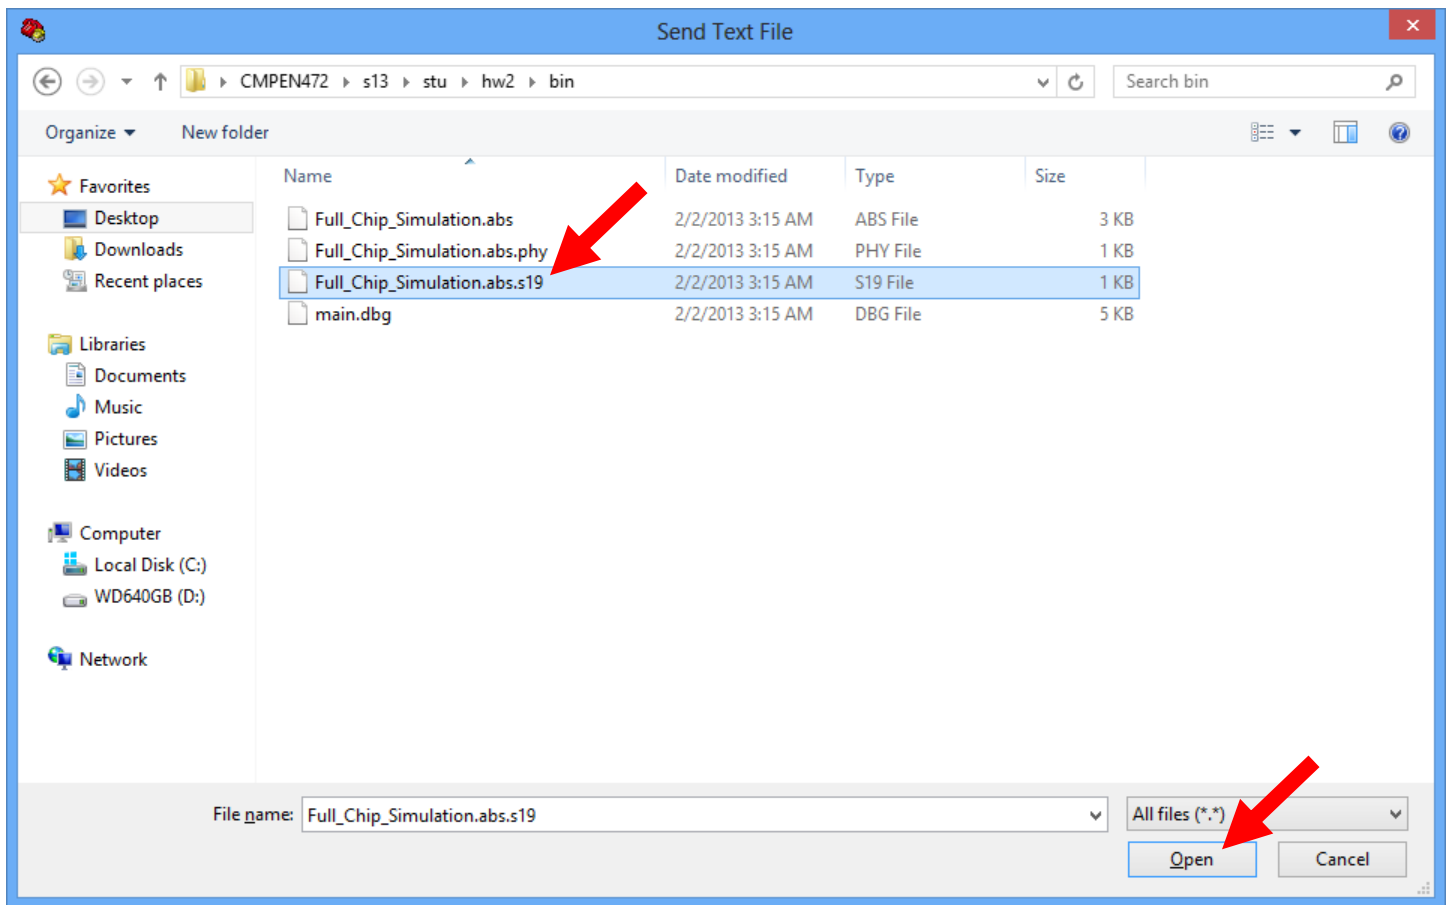 Send Text File
CMPEN472 s13 stu hw2 bin
Search bin
Organize New folder
Name Date modified Type Size
Favorites
Desktop
Downloads
Recent places
Libraries
Documents
Music
Pictures
Videos
Computer
Local Disk (C:)
WD640GB (D:)
Network
Full_Chip_Simulation.abs 2/2/2013 3:15 AM ABS File 3 KB
Full_Chip_Simulation.abs.phy 2/2/2013 3:15 AM PHY File 1 KB
Full_Chip_Simulation.abs.s19 2/2/2013 3:15 AM S19 File 1 KB
main.dbg 2/2/2013 3:15 AM DBG File 5 KB
File name: Full_Chip_Simulation.abs.s19 All files (*.*)
Open Cancel